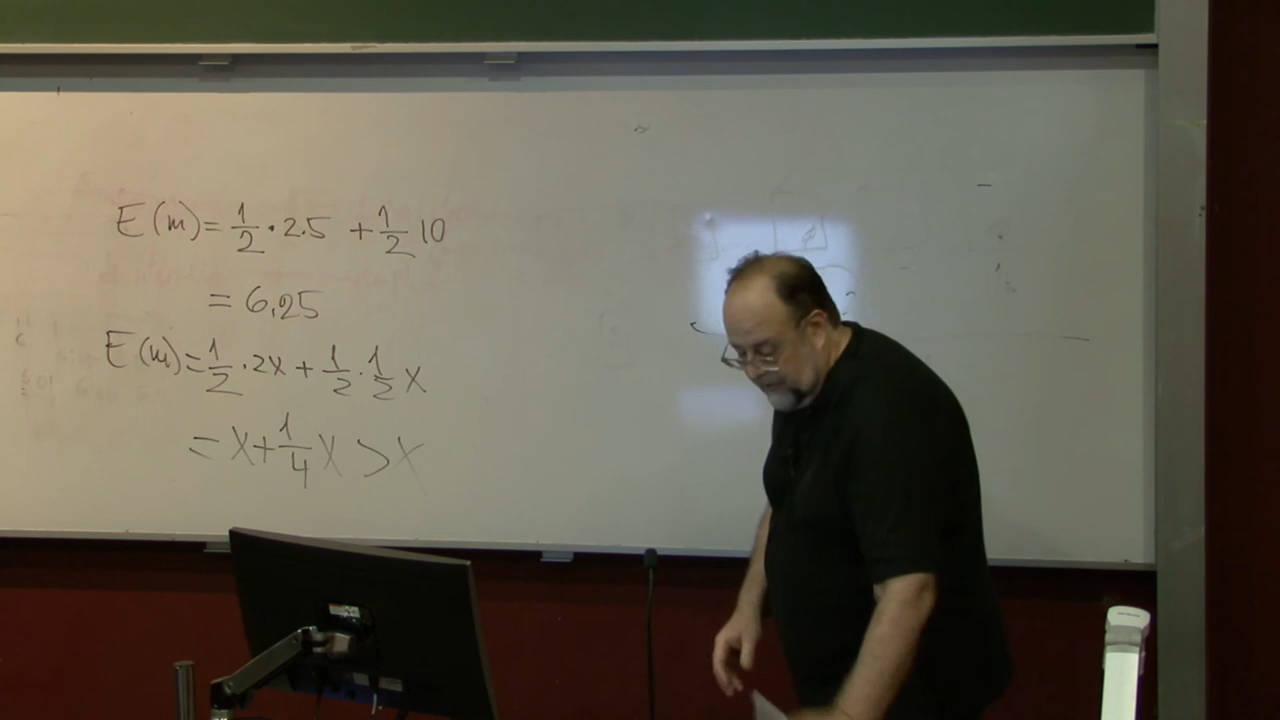 E(m) = 1/2 · 2.5 + 1/2 10
= 6,25
E(m) = 1/2 · 2x + 1/2 · 1/2 x
= x + 1/4 x > x